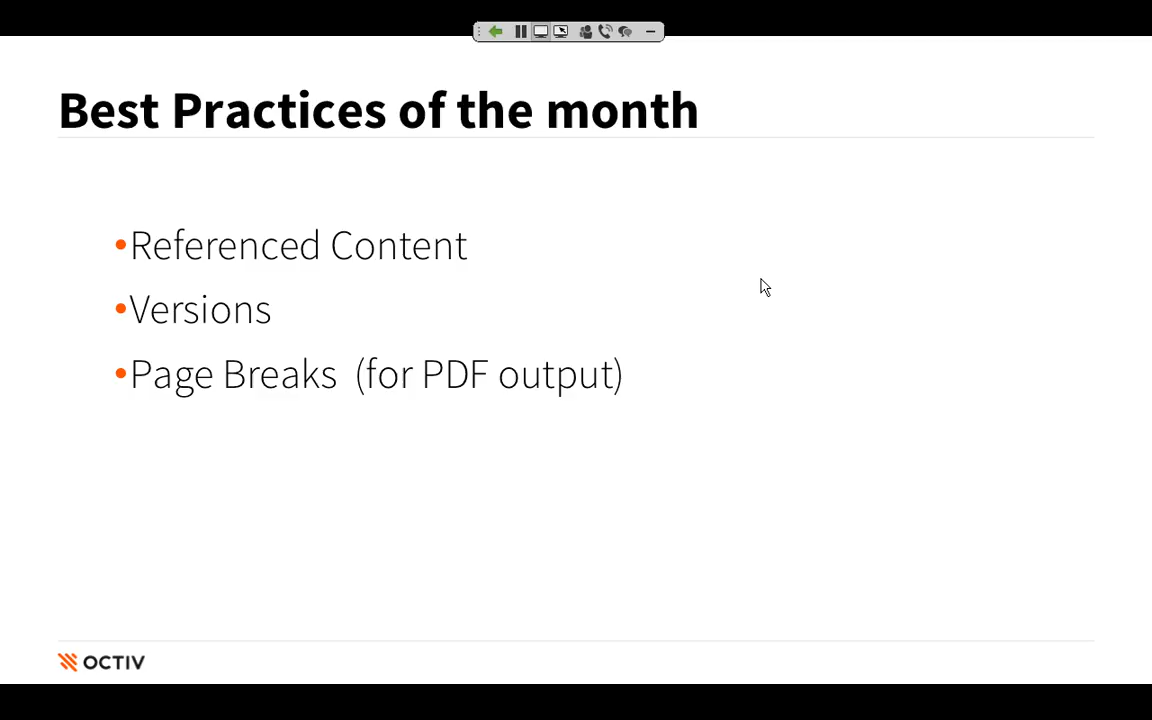 Best Practices of the month
•Referenced Content
•Versions
•Page Breaks (for PDF output)
OCTIV